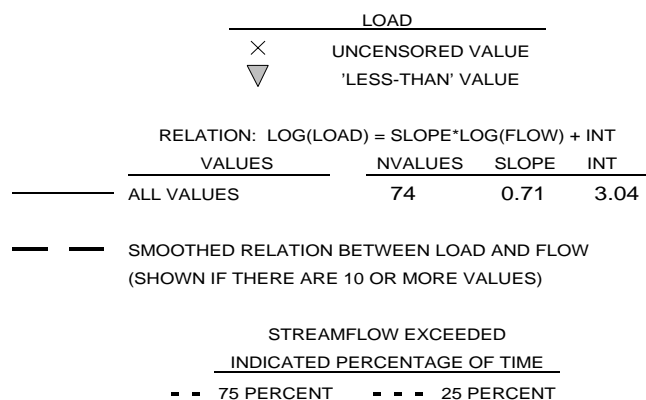 LOAD
UNCENSORED VALUE
'LESS-THAN' VALUE
RELATION: LOG(LOAD) = SLOPE*LOG(FLOW) + INT
VALUES NVALUES SLOPE INT
ALL VALUES 74 0.71 3.04
SMOOTHED RELATION BETWEEN LOAD AND FLOW
(SHOWN IF THERE ARE 10 OR MORE VALUES)
STREAMFLOW EXCEEDED
INDICATED PERCENTAGE OF TIME
75 PERCENT 25 PERCENT